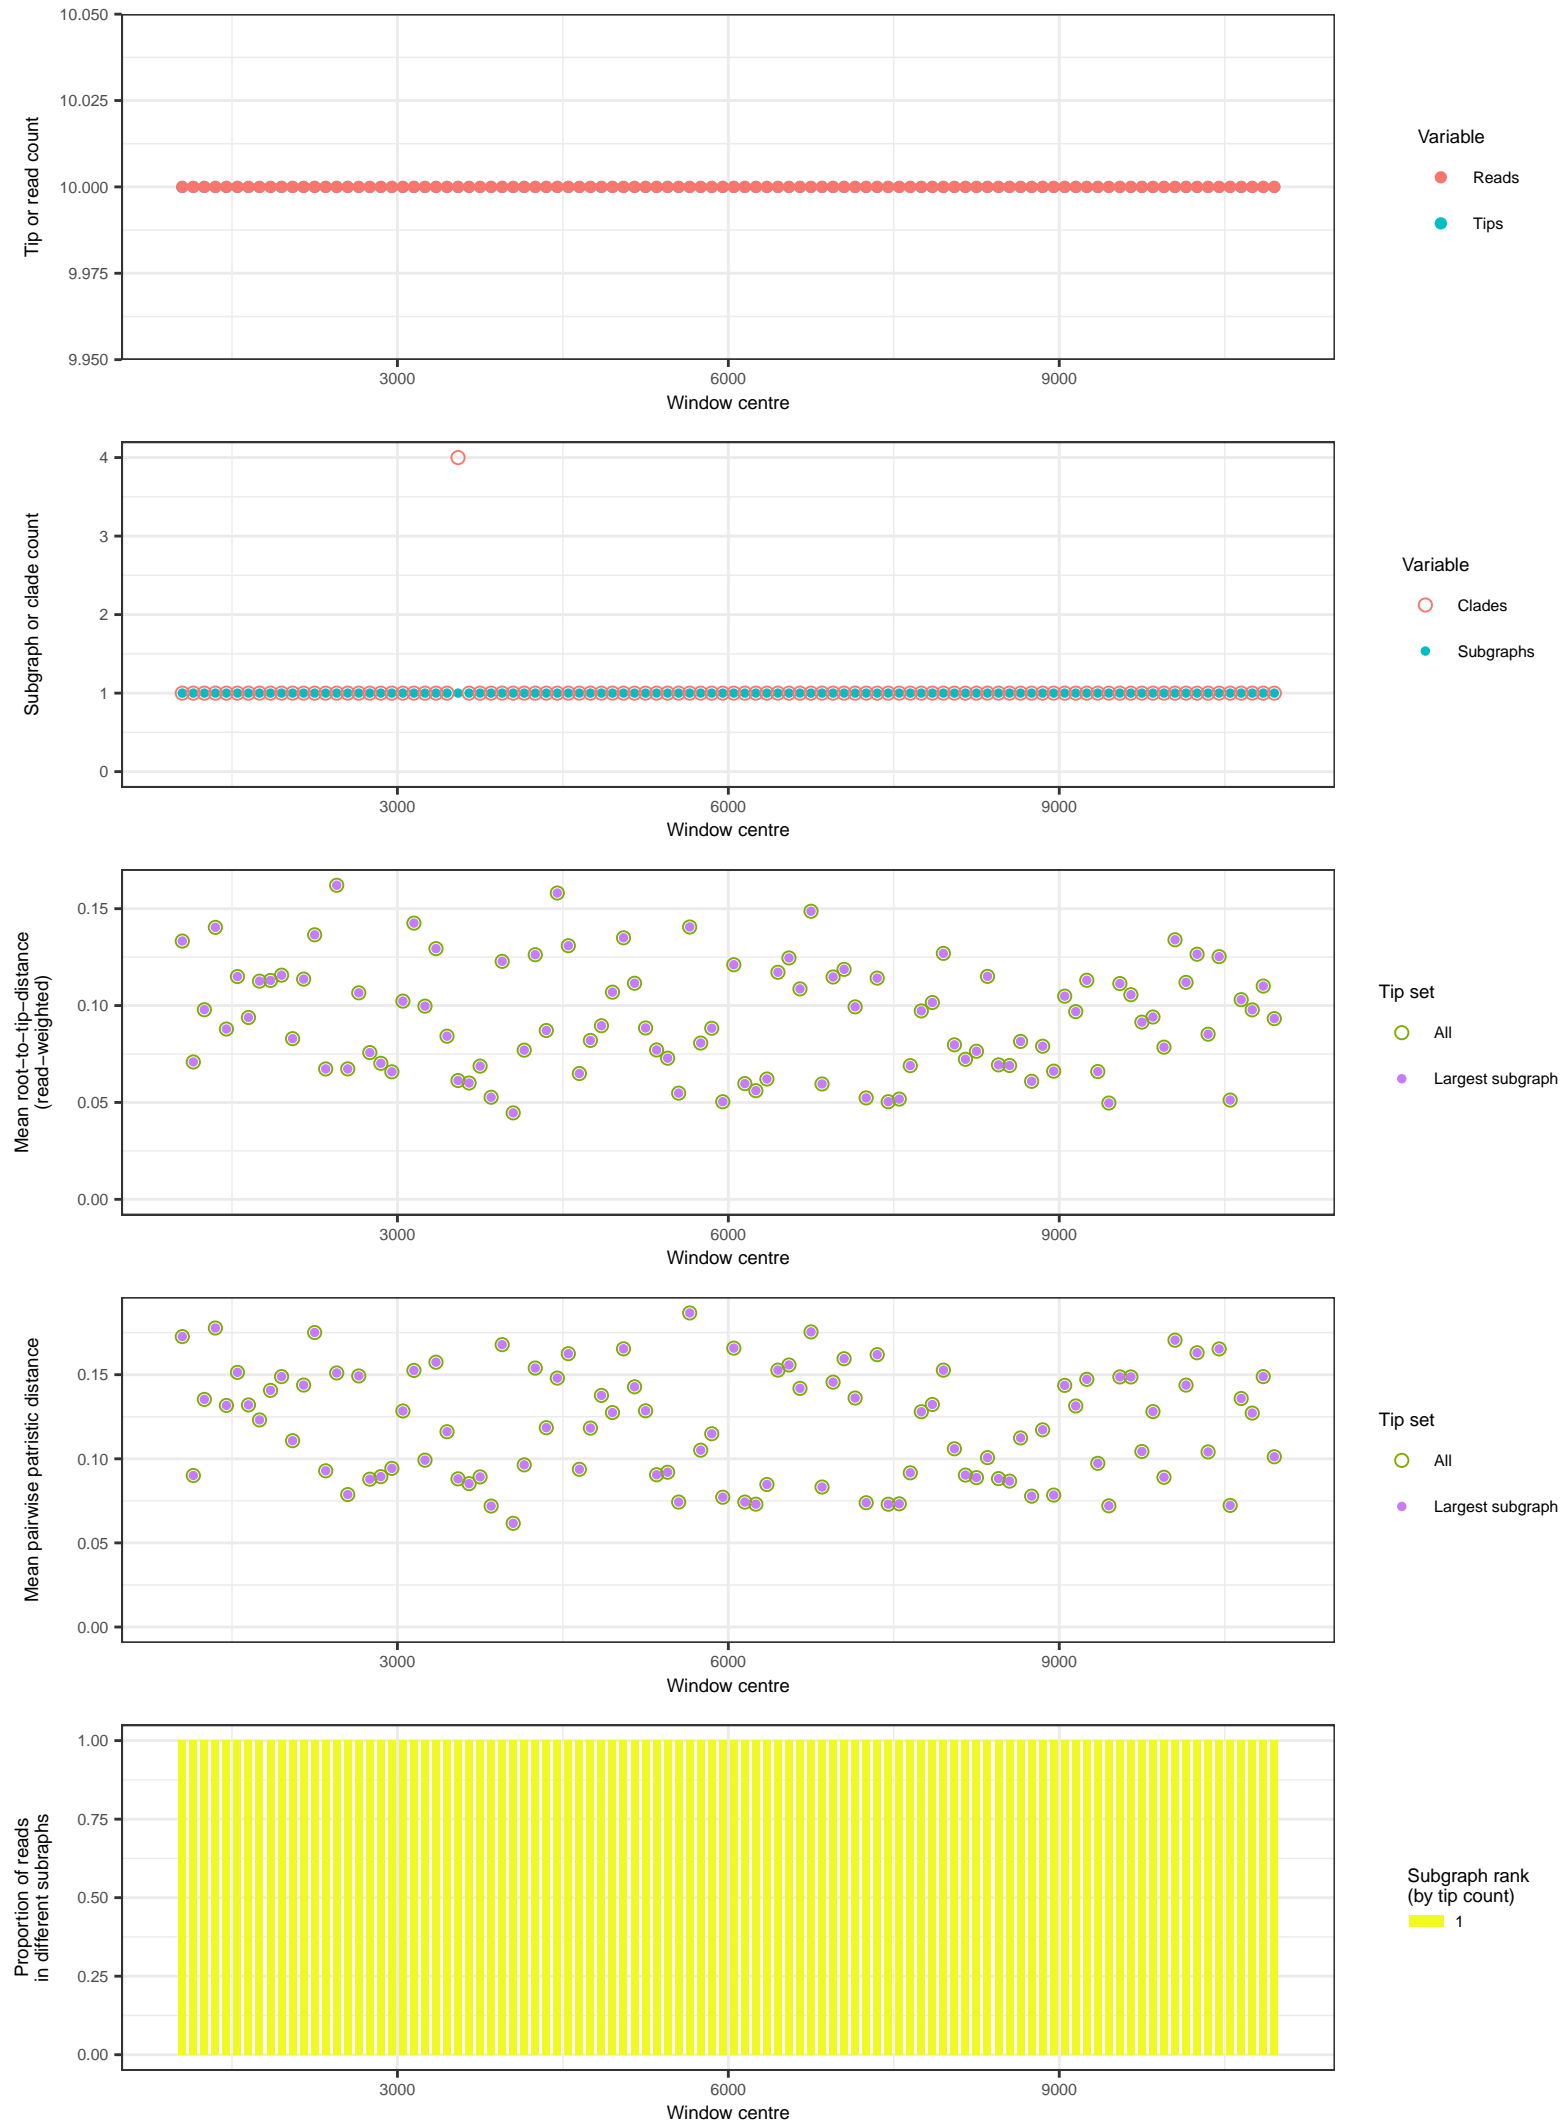 10.050
10.025
10.000
9.975
9.950
Tip or read count
3000 6000 9000
Window centre
Variable
Reads
Tips
4
3
2
1
0
Subgraph or clade count
3000 6000 9000
Window centre
Variable
Clades
Subgraphs
0.15
0.10
0.05
0.00
Mean root−to−tip−distance
(read−weighted)
3000 6000 9000
Window centre
Tip set
All
Largest subgraph
0.15
0.10
0.05
0.00
Mean pairwise patristic distance
3000 6000 9000
Window centre
Tip set
All
Largest subgraph
1.00
0.75
0.50
0.25
0.00
Proportion of reads
in different subraphs
3000 6000 9000
Window centre
Subgraph rank
(by tip count)
1